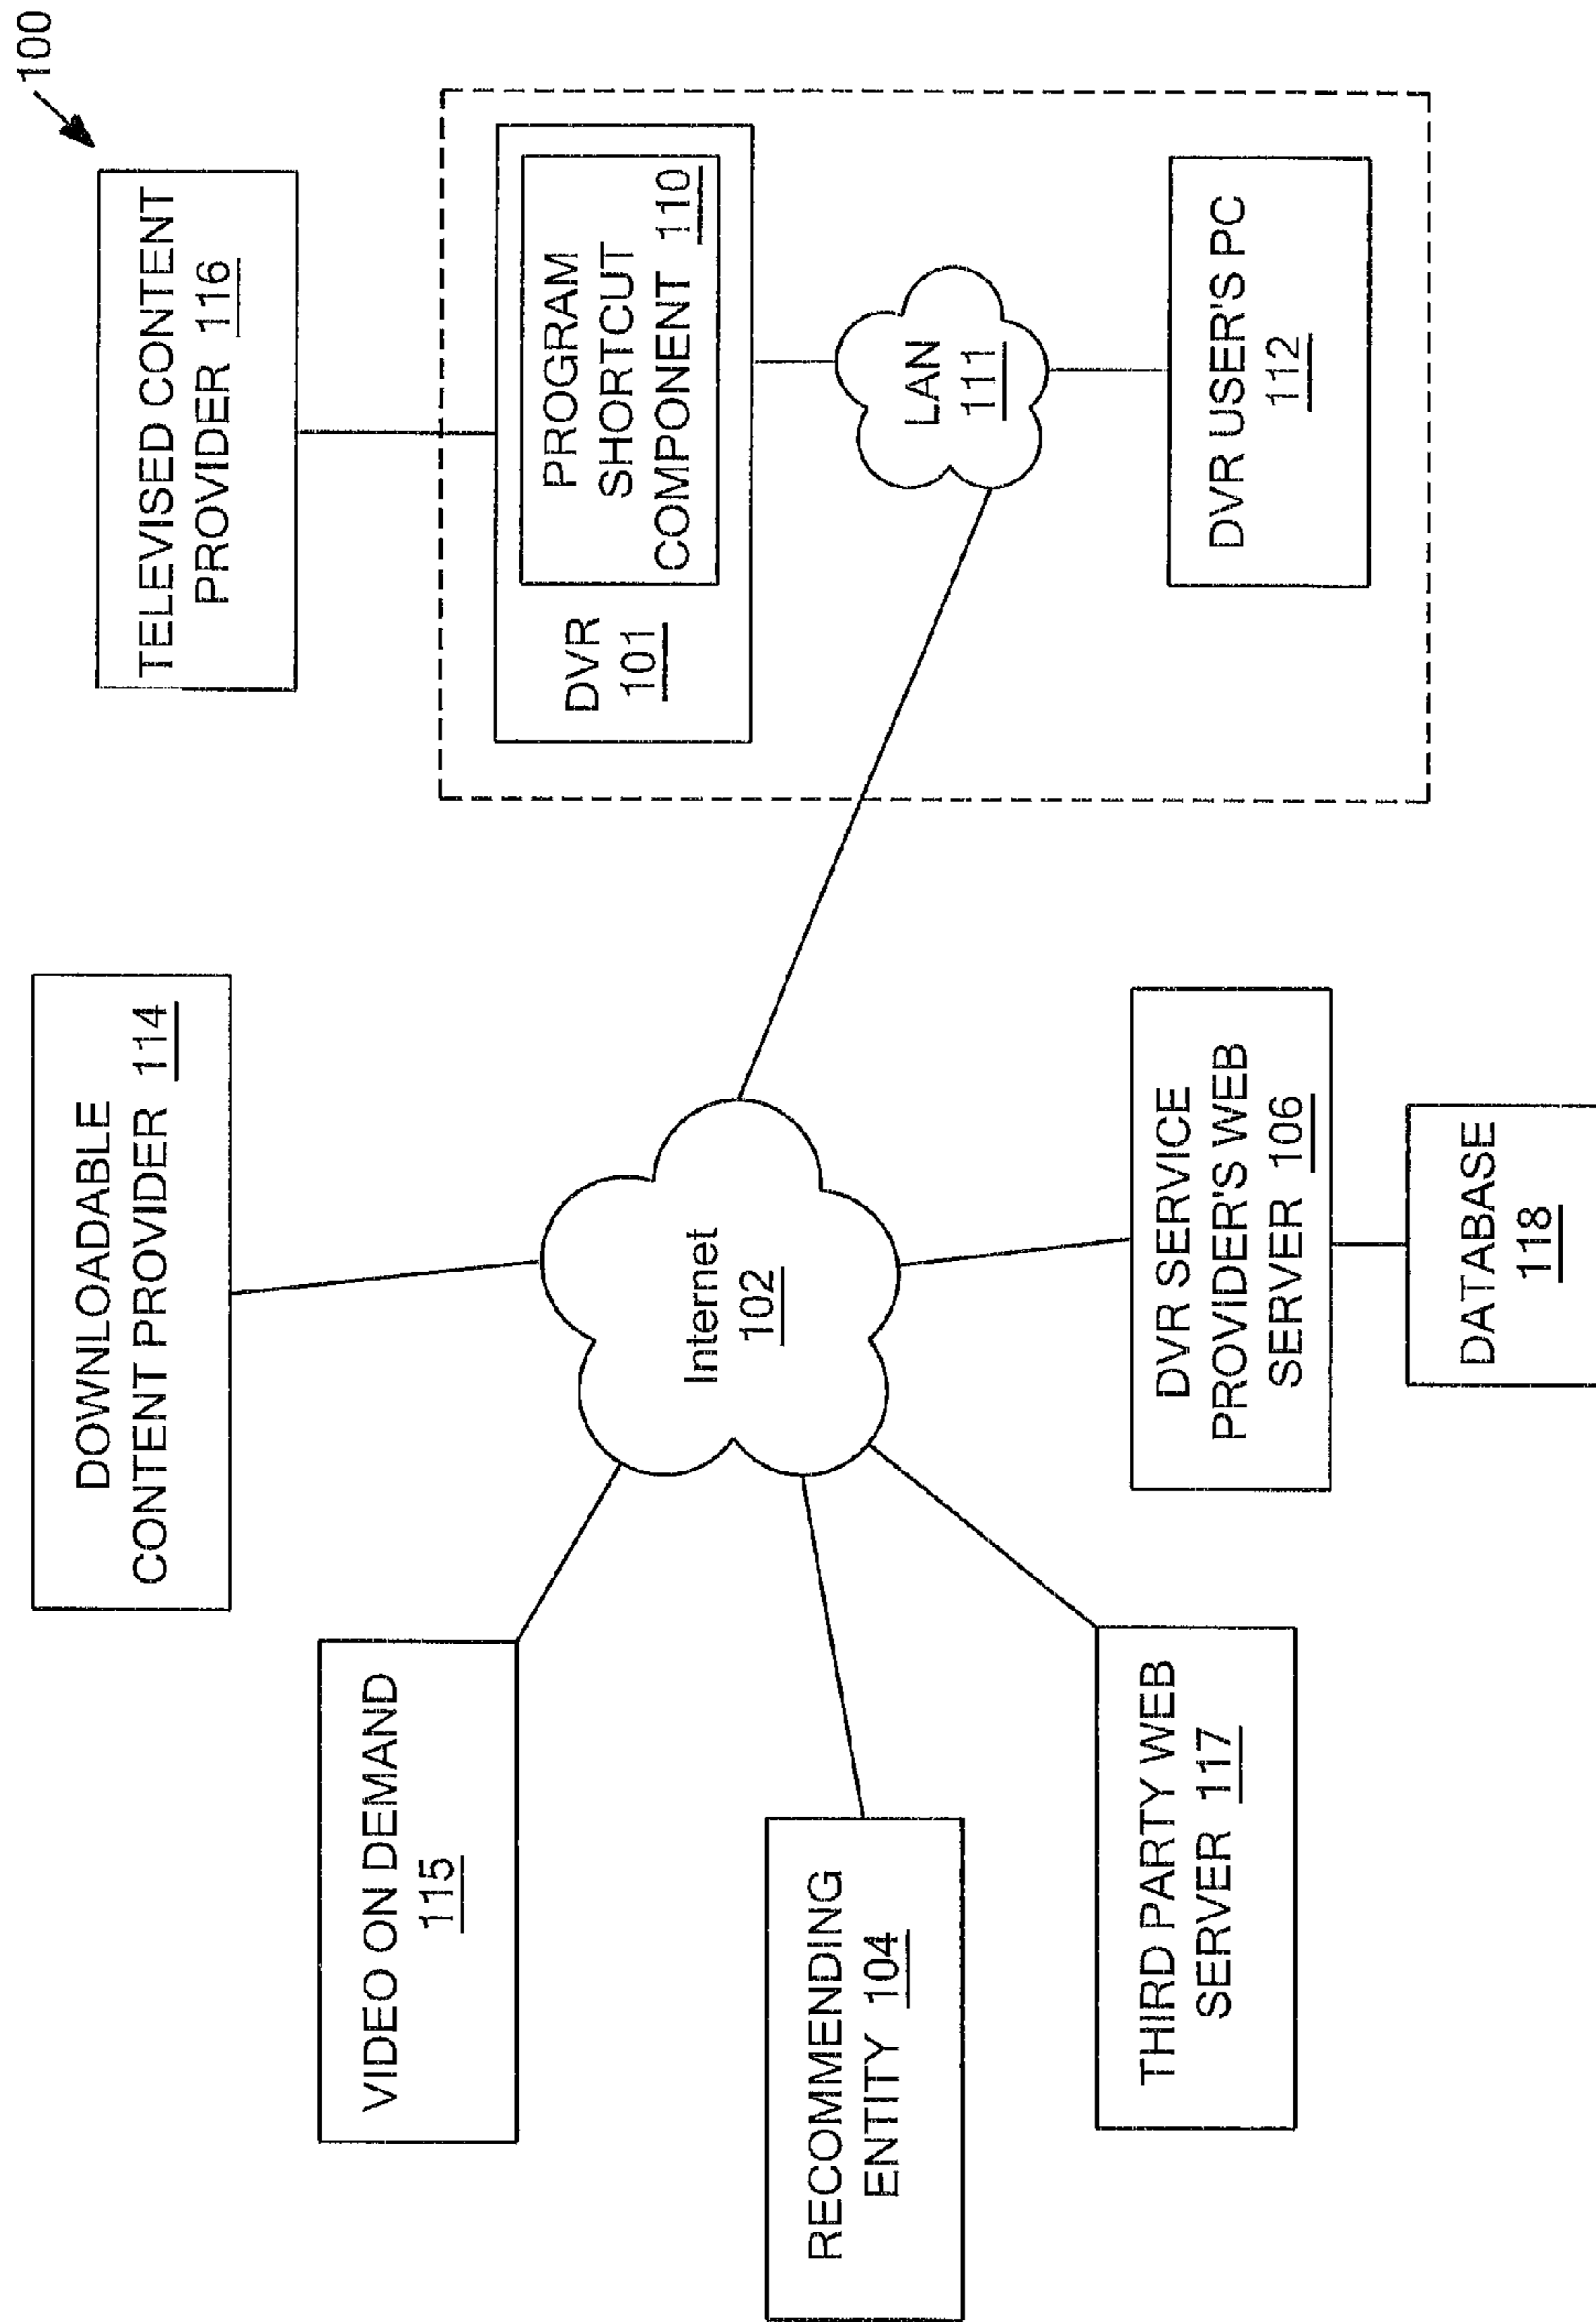 100
TELEVISED CONTENT
PROVIDER 116
PROGRAM
SHORTCUT
COMPONENT 110
DVR
101
LAN
111
DVR USER'S PC
112
DOWNLOADABLE
CONTENT PROVIDER 114
Internet
102
DVR SERVICE
PROVIDER'S WEB
SERVER 106
DATABASE
118
VIDEO ON DEMAND
115
RECOMMENDING
ENTITY 104
THIRD PARTY WEB
SERVER 117